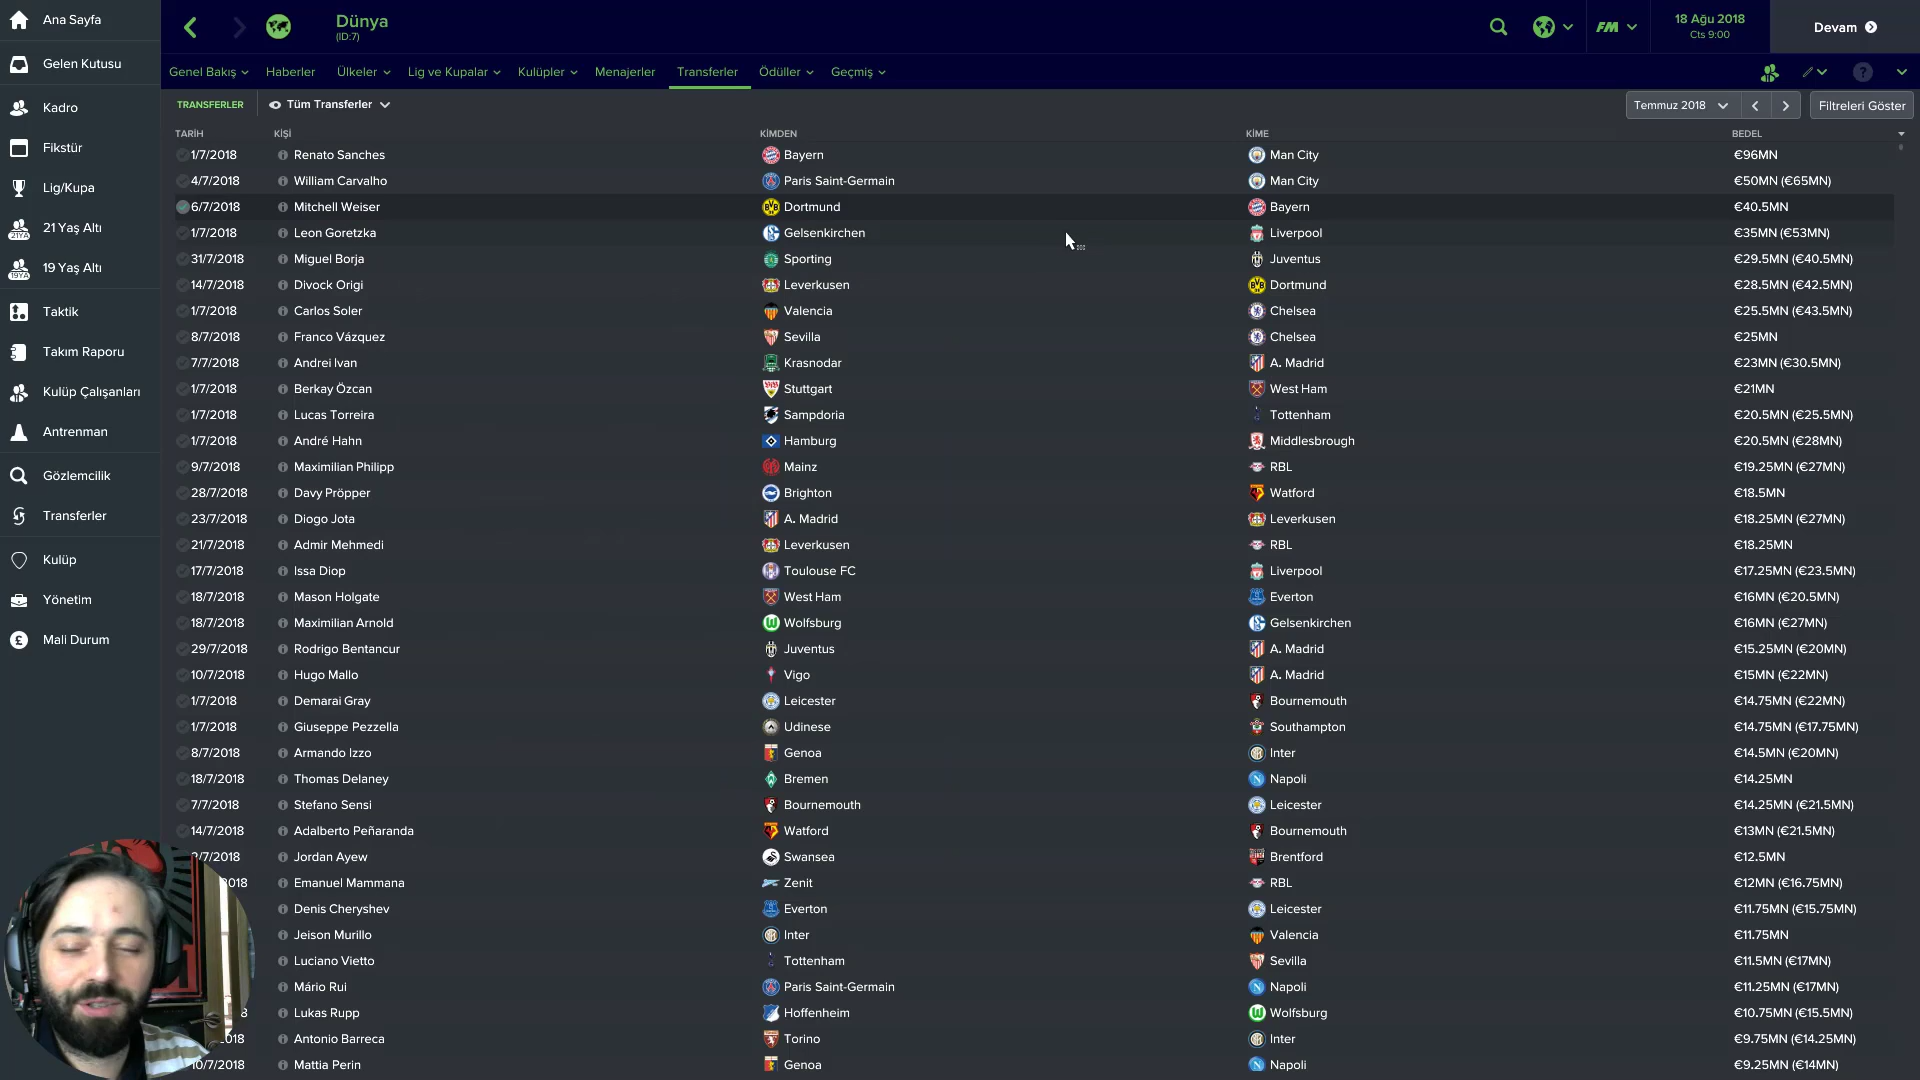 Ana Sayfa
Gelen Kutusu
Kadro
Fikstür
Lig/Kupa
21 Yaş Altı
19 Yaş Altı
Taktik
Takım Raporu
Kulüp Çalışanları
Antrenman
Gözlemcilik
Transferler
Kulüp
Yönetim
Mali Durum
Dünya
(ID:7)
FM
18 Ağu 2018
Cts 9:00
Devam
Genel Bakış Haberler Ülkeler Lig ve Kupalar Kulüpler Menajerler Transferler Ödüller Geçmiş
TRANSFERLER Tüm Transferler Temmuz 2018 Filtreleri Göster
TARİH KİŞİ KİMDEN KİME BEDEL
1/7/2018 Renato Sanches Bayern Man City €96MN
4/7/2018 William Carvalho Paris Saint-Germain Man City €50MN (€65MN)
6/7/2018 Mitchell Weiser Dortmund Bayern €40.5MN
1/7/2018 Leon Goretzka Gelsenkirchen Liverpool €35MN (€53MN)
31/7/2018 Miguel Borja Sporting Juventus €29.5MN (€40.5MN)
14/7/2018 Divock Origi Leverkusen Dortmund €28.5MN (€42.5MN)
1/7/2018 Carlos Soler Valencia Chelsea €25.5MN (€43.5MN)
8/7/2018 Franco Vázquez Sevilla Chelsea €25MN
7/7/2018 Andrei Ivan Krasnodar A. Madrid €23MN (€30.5MN)
1/7/2018 Berkay Özcan Stuttgart West Ham €21MN
1/7/2018 Lucas Torreira Sampdoria Tottenham €20.5MN (€25.5MN)
1/7/2018 André Hahn Hamburg Middlesbrough €20.5MN (€28MN)
9/7/2018 Maximilian Philipp Mainz RBL €19.25MN (€27MN)
28/7/2018 Davy Pröpper Brighton Watford €18.5MN
23/7/2018 Diogo Jota A. Madrid Leverkusen €18.25MN (€27MN)
21/7/2018 Admir Mehmedi Leverkusen RBL €18.25MN
17/7/2018 Issa Diop Toulouse FC Liverpool €17.25MN (€23.5MN)
18/7/2018 Mason Holgate West Ham Everton €16MN (€20.5MN)
18/7/2018 Maximilian Arnold Wolfsburg Gelsenkirchen €16MN (€27MN)
29/7/2018 Rodrigo Bentancur Juventus A. Madrid €15.25MN (€20MN)
10/7/2018 Hugo Mallo Vigo A. Madrid €15MN (€22MN)
1/7/2018 Demarai Gray Leicester Bournemouth €14.75MN (€22MN)
1/7/2018 Giuseppe Pezzella Udinese Southampton €14.75MN (€17.75MN)
8/7/2018 Armando Izzo Genoa Inter €14.5MN (€20MN)
18/7/2018 Thomas Delaney Bremen Napoli €14.25MN
7/7/2018 Stefano Sensi Bournemouth Leicester €14.25MN (€21.5MN)
14/7/2018 Adalberto Peñaranda Watford Bournemouth €13MN (€21.5MN)
/7/2018 Jordan Ayew Swansea Brentford €12.5MN
018 Emanuel Mammana Zenit RBL €12MN (€16.75MN)
Denis Cheryshev Everton Leicester €11.75MN (€15.75MN)
Jeison Murillo Inter Valencia €11.75MN
Luciano Vietto Tottenham Sevilla €11.5MN (€17MN)
Mário Rui Paris Saint-Germain Napoli €11.25MN (€17MN)
8 Lukas Rupp Hoffenheim Wolfsburg €10.75MN (€15.5MN)
018 Antonio Barreca Torino Inter €9.75MN (€14.25MN)
10/7/2018 Mattia Perin Genoa Napoli €9.25MN (€14MN)